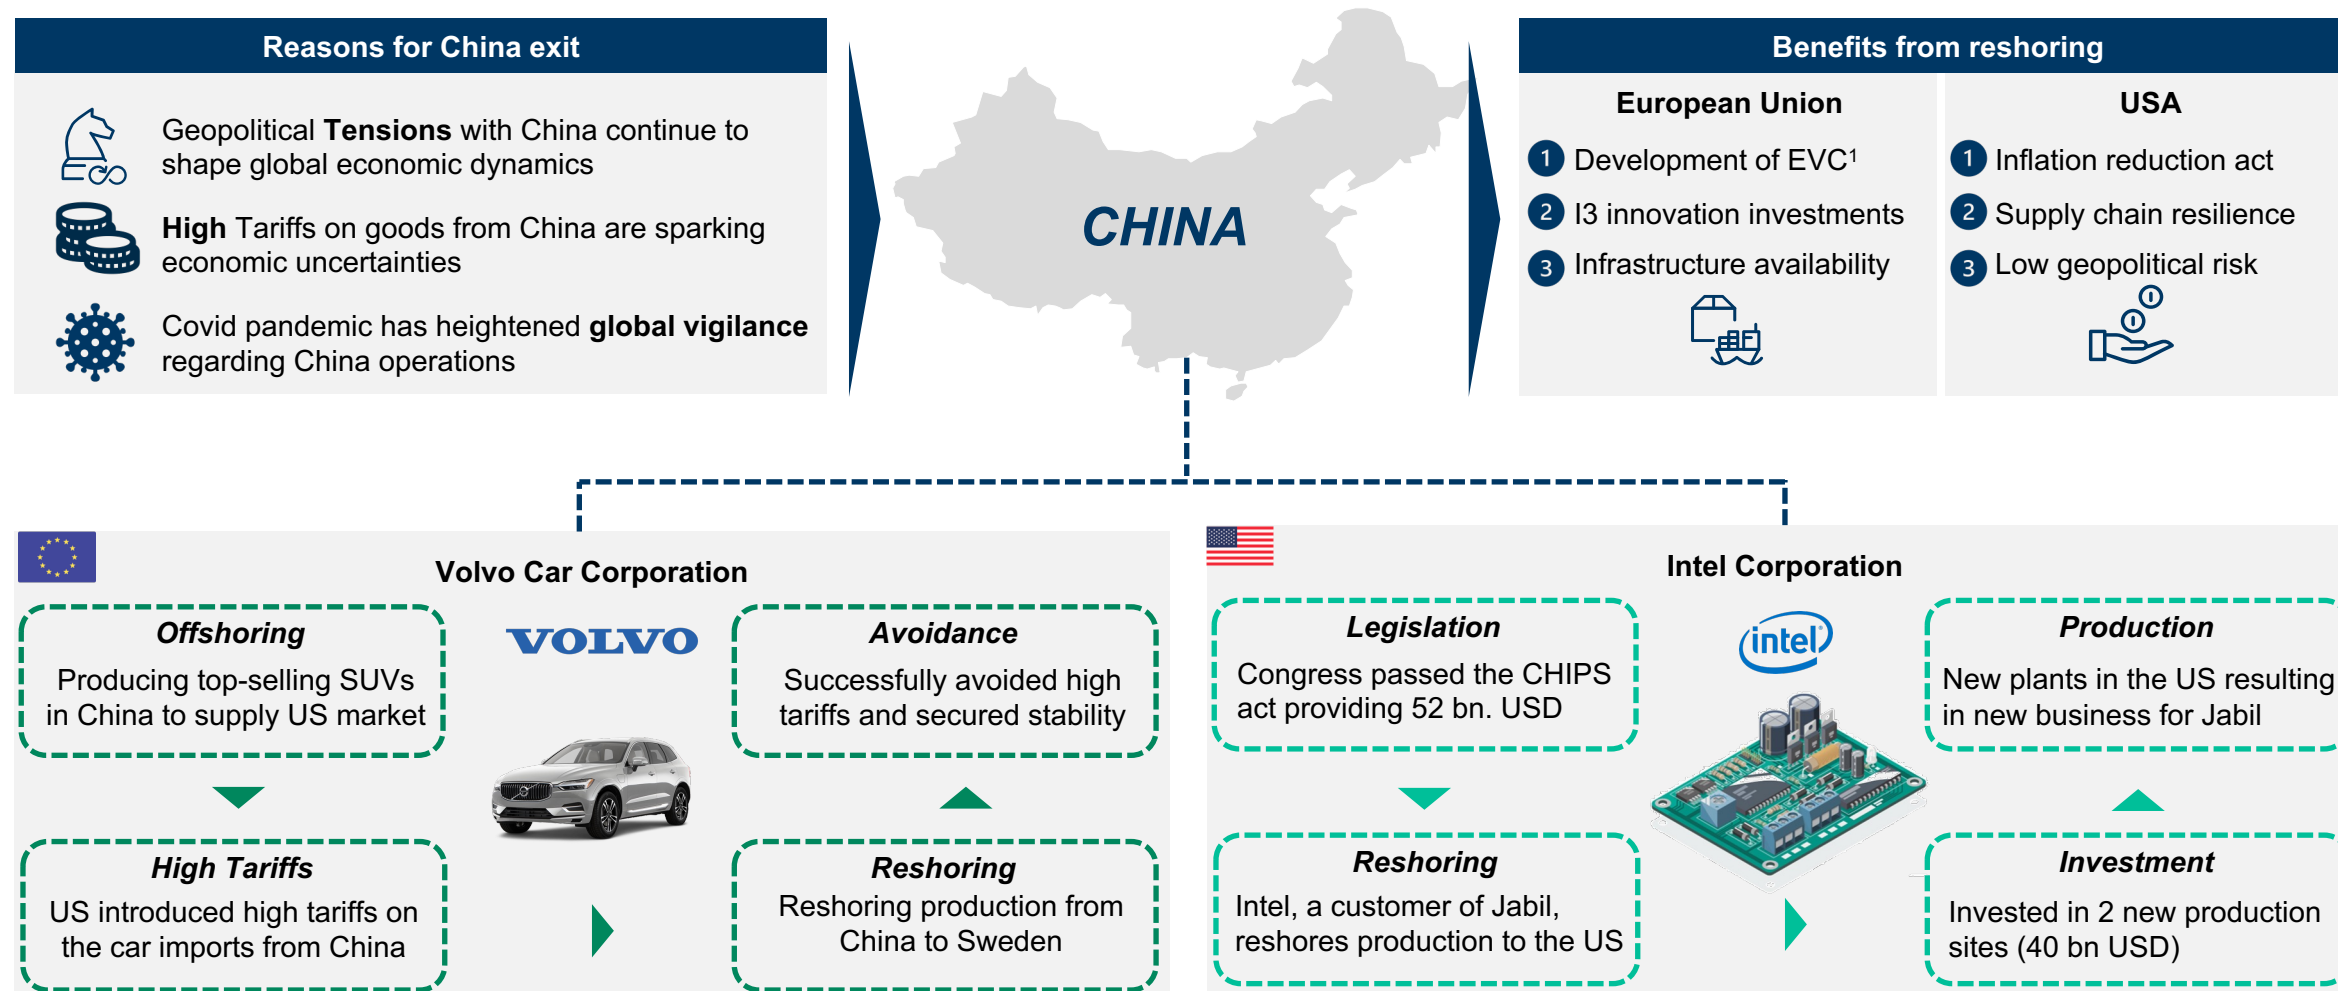 Reasons for China exit
Geopolitical Tensions with China continue to
shape global economic dynamics
High Tariffs on goods from China are sparking
economic uncertainties
Covid pandemic has heightened global vigilance
regarding China operations
CHINA
Benefits from reshoring
European Union
1 Development of EVC¹
2 I3 innovation investments
3 Infrastructure availability
USA
1 Inflation reduction act
2 Supply chain resilience
3 Low geopolitical risk
Volvo Car Corporation
VOLVO
Offshoring
Producing top-selling SUVs
in China to supply US market
High Tariffs
US introduced high tariffs on
the car imports from China
Reshoring
Reshoring production from
China to Sweden
Avoidance
Successfully avoided high
tariffs and secured stability
Intel Corporation
intel
Legislation
Congress passed the CHIPS
act providing 52 bn. USD
Reshoring
Intel, a customer of Jabil,
reshores production to the US
Investment
Invested in 2 new production
sites (40 bn USD)
Production
New plants in the US resulting
in new business for Jabil